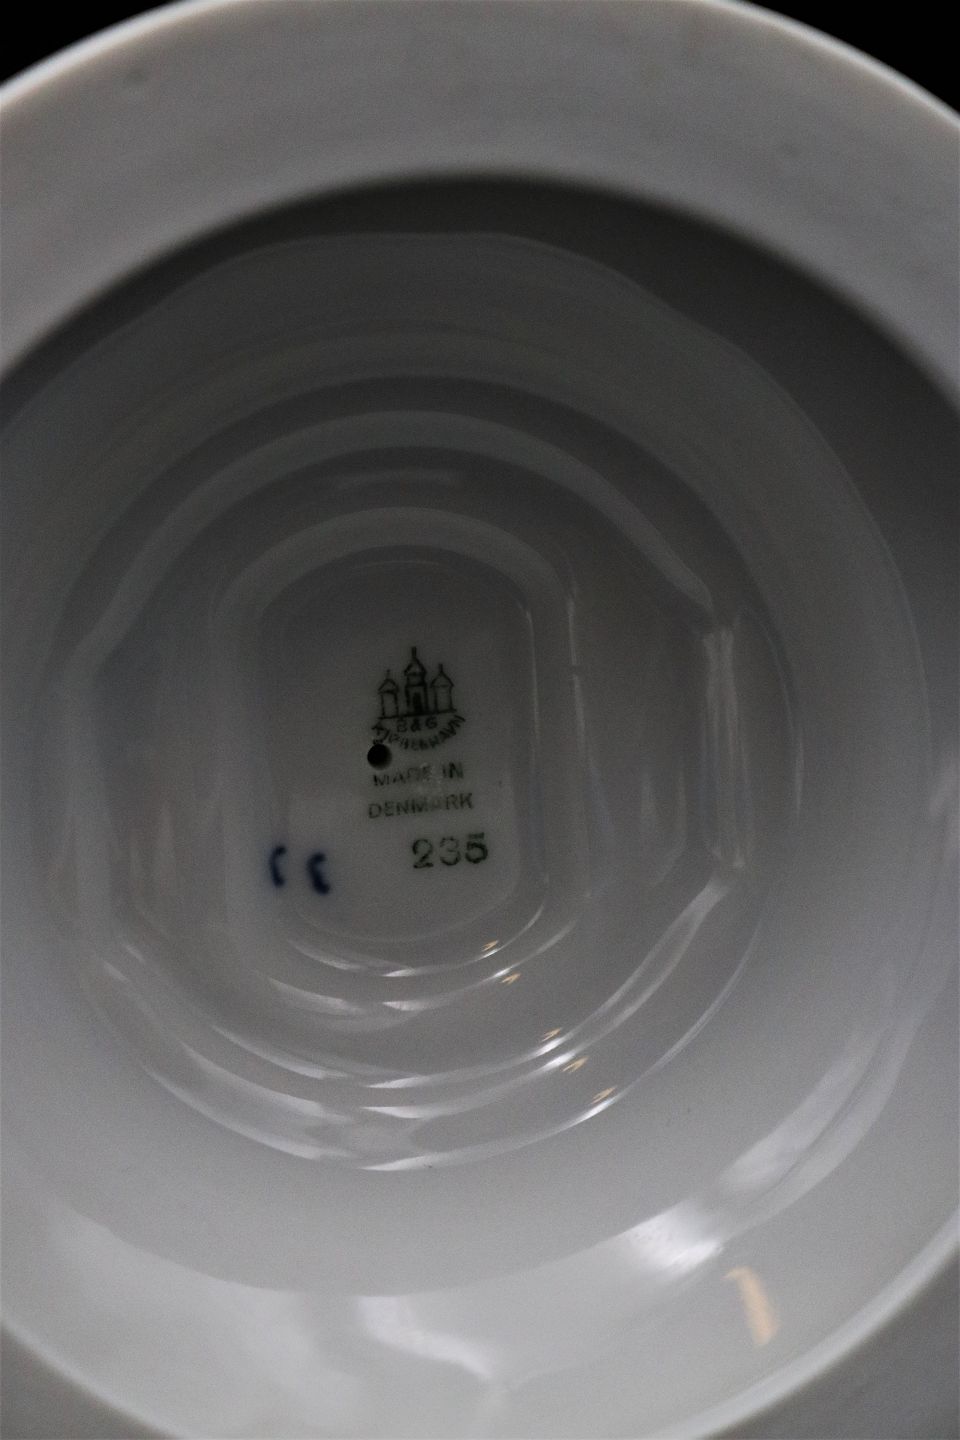 B&G
KJØBENHAVN
MADE IN
DENMARK
235